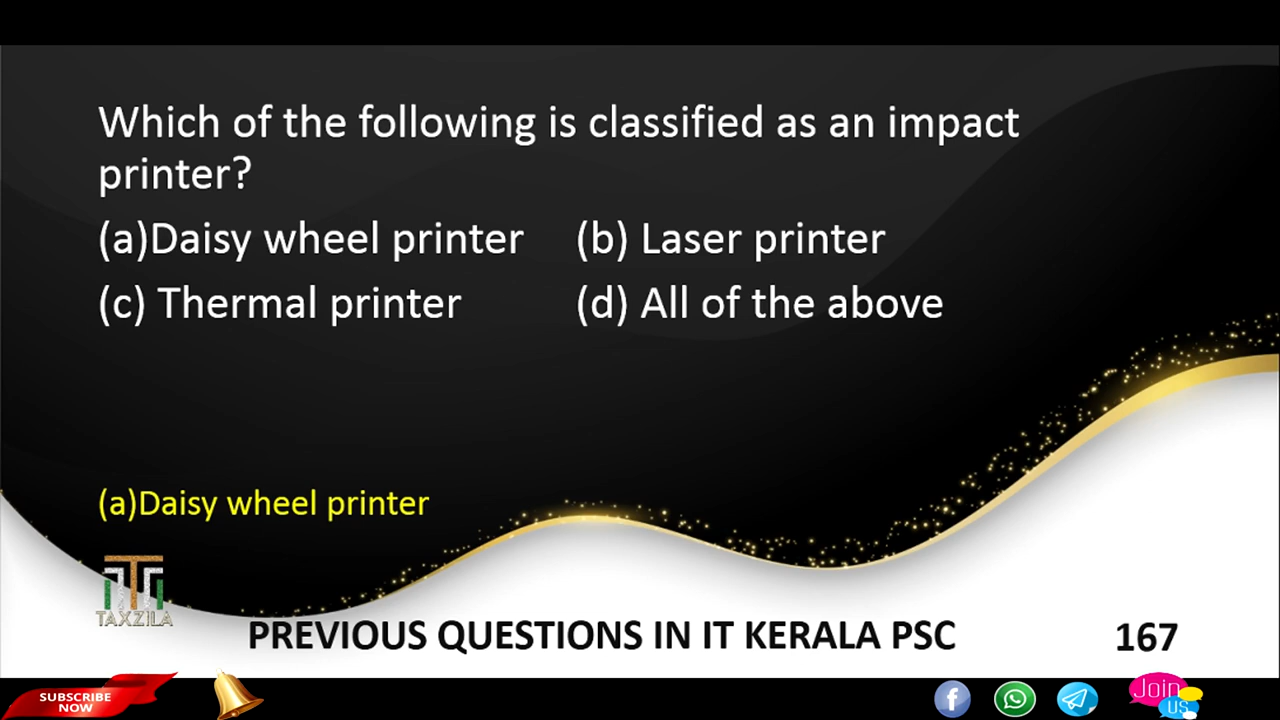 Which of the following is classified as an impact
printer?
(a)Daisy wheel printer (b) Laser printer
(c) Thermal printer (d) All of the above
(a)Daisy wheel printer
TAXZILA
PREVIOUS QUESTIONS IN IT KERALA PSC 167
SUBSCRIBE
NOW
Join
us